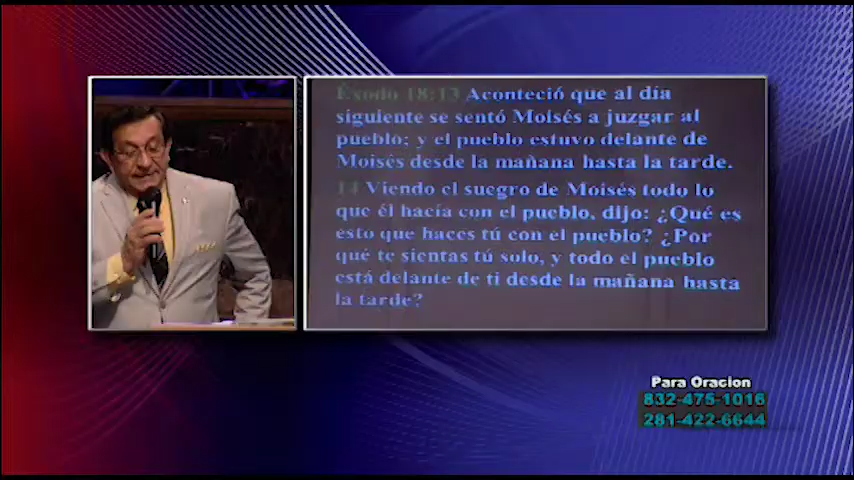 Éxodo 18:13 Aconteció que al día
siguiente se sentó Moisés a juzgar al
pueblo; y el pueblo estuvo delante de
Moisés desde la mañana hasta la tarde.
14 Viendo el suegro de Moisés todo lo
que él hacía con el pueblo, dijo: ¿Qué es
esto que haces tú con el pueblo? ¿Por
qué te sientas tú solo, y todo el pueblo
está delante de ti desde la mañana hasta
la tarde?
Para Oracion
832-475-1016
281-422-6644